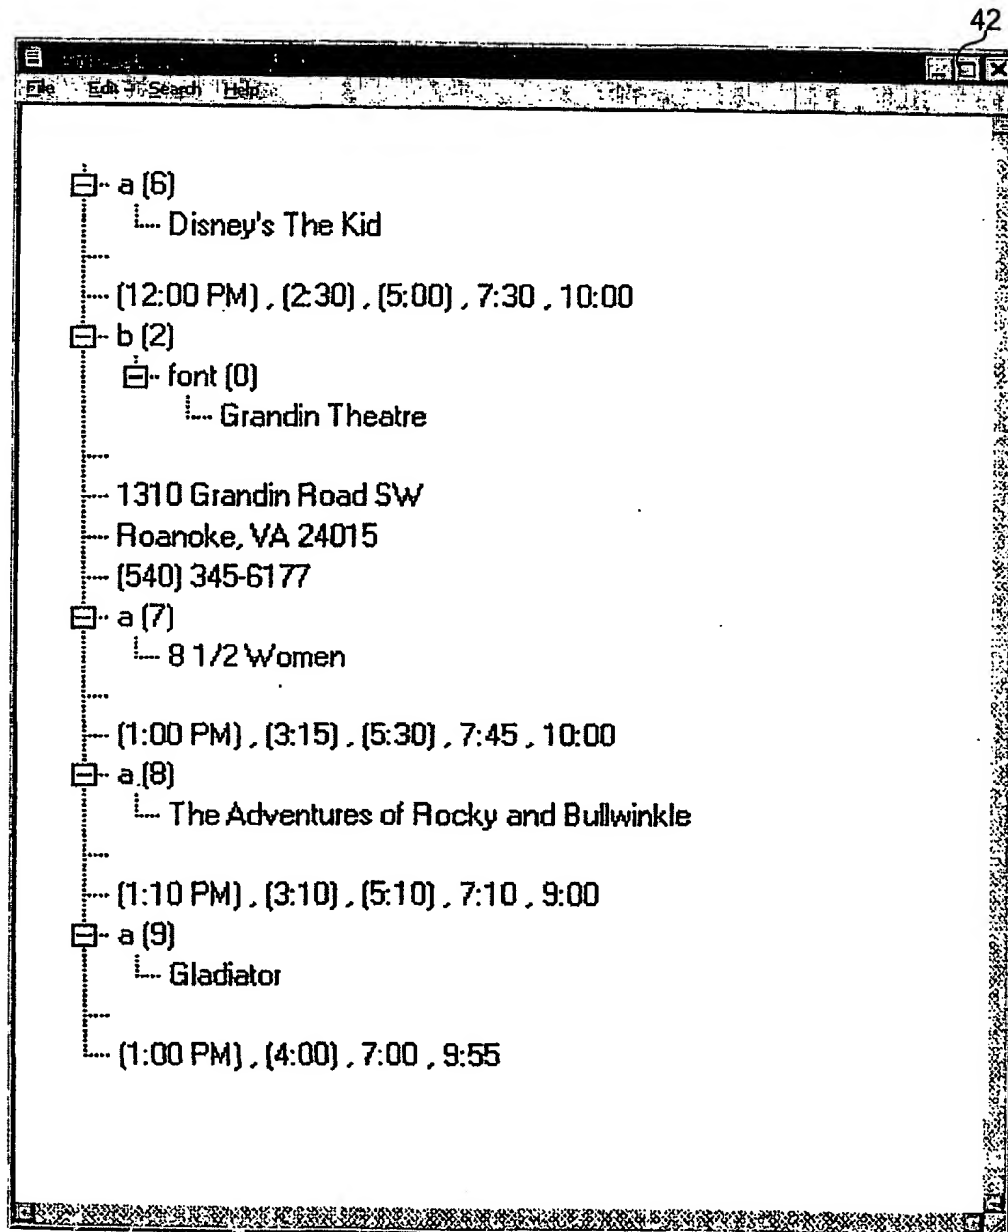 42
File Edit Search Help
a (6)
Disney's The Kid
(12:00 PM) , (2:30) , (5:00) , 7:30 , 10:00
b (2)
font (0)
Grandin Theatre
1310 Grandin Road SW
Roanoke, VA 24015
(540) 345-6177
a (7)
8 1/2 Women
(1:00 PM) , (3:15) , (5:30) , 7:45 , 10:00
a (8)
The Adventures of Rocky and Bullwinkle
(1:10 PM) , (3:10) , (5:10) , 7:10 , 9:00
a (9)
Gladiator
(1:00 PM) , (4:00) , 7:00 , 9:55